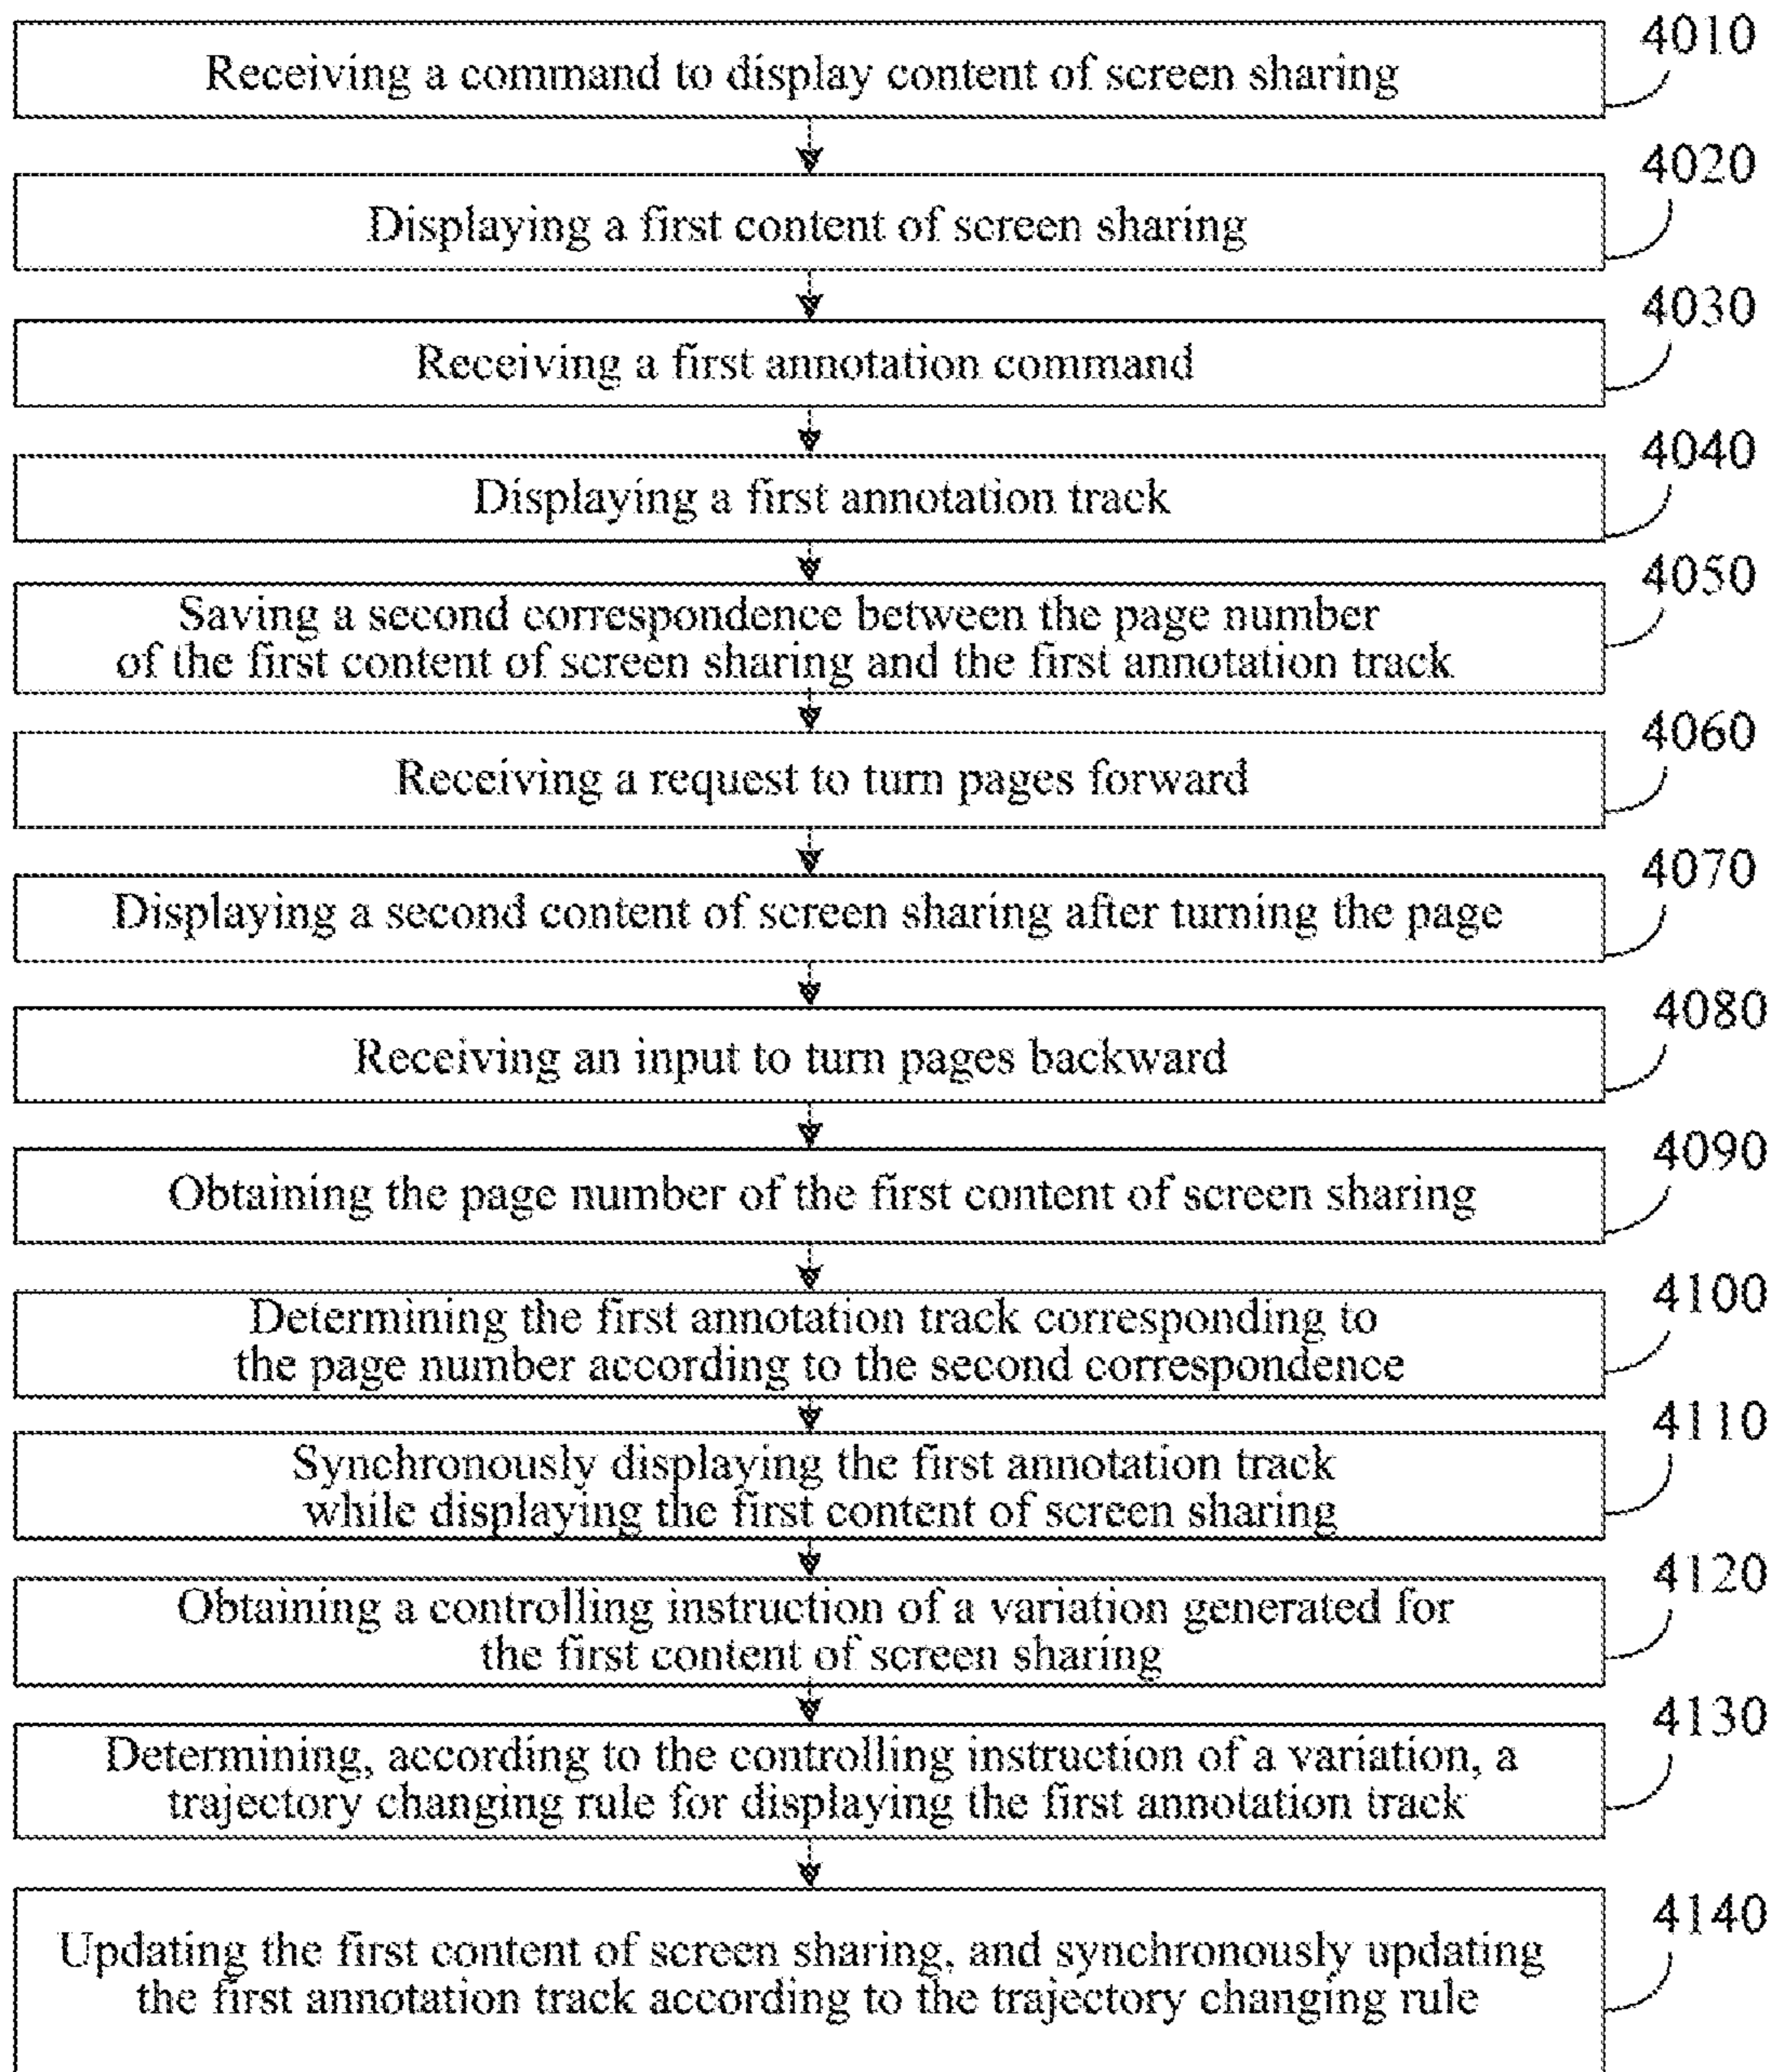 4010
Receiving a command to display content of screen sharing
4020
Displaying a first content of screen sharing
4030
Receiving a first annotation command
4040
Displaying a first annotation track
4050
Saving a second correspondence between the page number
of the first content of screen sharing and the first annotation track
4060
Receiving a request to turn pages forward
4070
Displaying a second content of screen sharing after turning the page
4080
Receiving an input to turn pages backward
4090
Obtaining the page number of the first content of screen sharing
4100
Determining the first annotation track corresponding to
the page number according to the second correspondence
4110
Synchronously displaying the first annotation track
while displaying the first content of screen sharing
4120
Obtaining a controlling instruction of a variation generated for
the first content of screen sharing
4130
Determining, according to the controlling instruction of a variation, a
trajectory changing rule for displaying the first annotation track
4140
Updating the first content of screen sharing, and synchronously updating
the first annotation track according to the trajectory changing rule